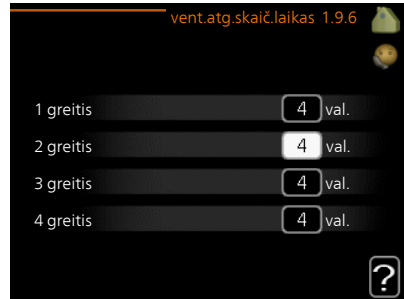 vent.atg.skaič.laikas 1.9.6
1 greitis 4 val.
2 greitis 4 val.
3 greitis 4 val.
4 greitis 4 val.
?